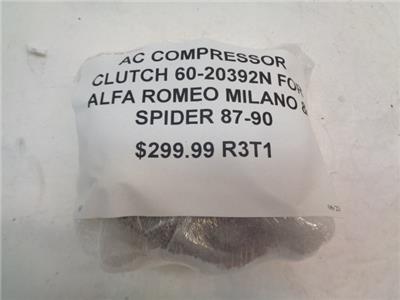 AC COMPRESSOR
CLUTCH 60-20392N FOR
ALFA ROMEO MILANO &
SPIDER 87-90
$299.99 R3T1